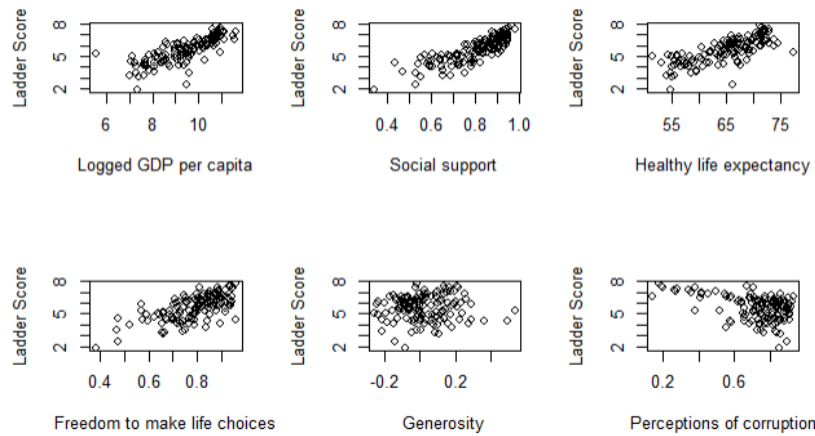 Ladder Score
2 5 8
6 8 10
Logged GDP per capita
Ladder Score
2 5 8
0.4 0.6 0.8 1.0
Social support
Ladder Score
2 5 8
55 65 75
Healthy life expectancy
Ladder Score
2 5 8
0.4 0.6 0.8
Freedom to make life choices
Ladder Score
2 5 8
-0.2 0.2
Generosity
Ladder Score
2 5 8
0.2 0.6
Perceptions of corruption